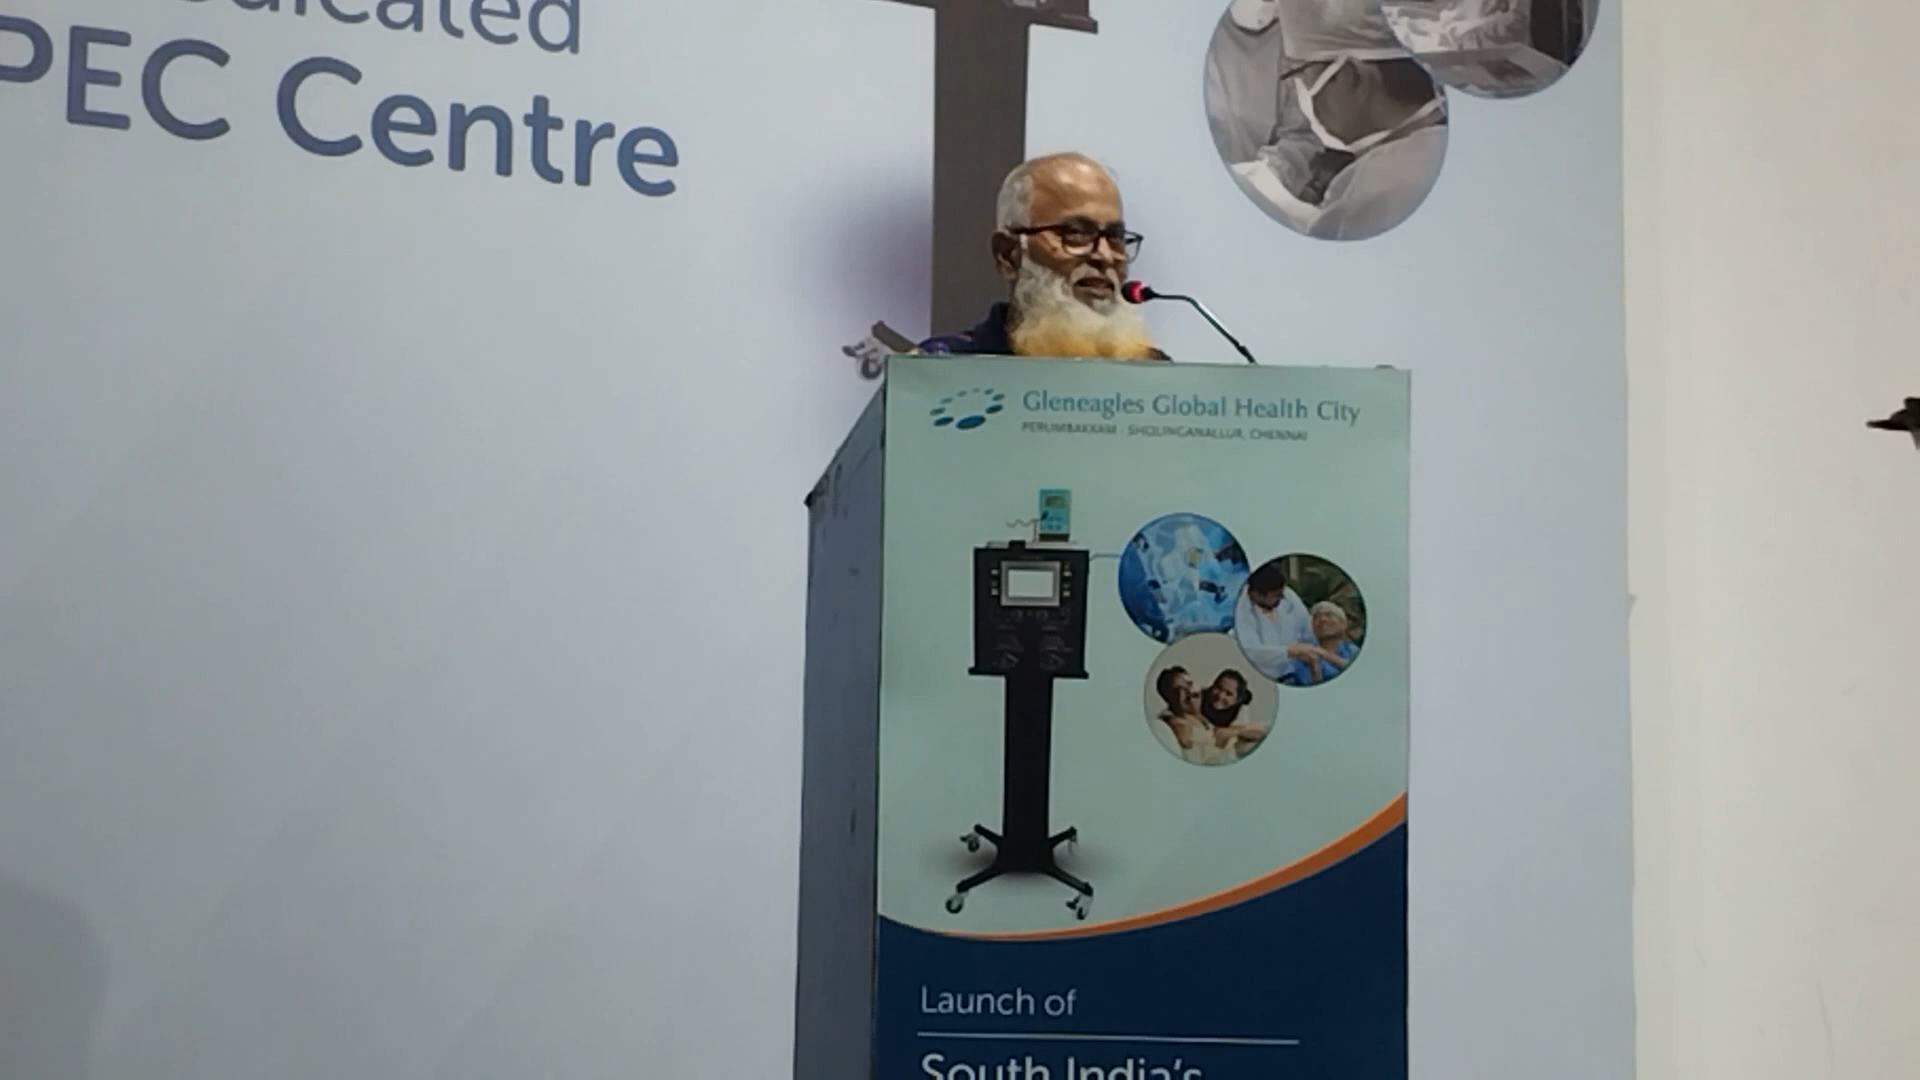 PEC Centre
Gleneagles Global Health City
PERUMBAKKAM - SHOLINGANALLUR, CHENNAI
Launch of
South India's